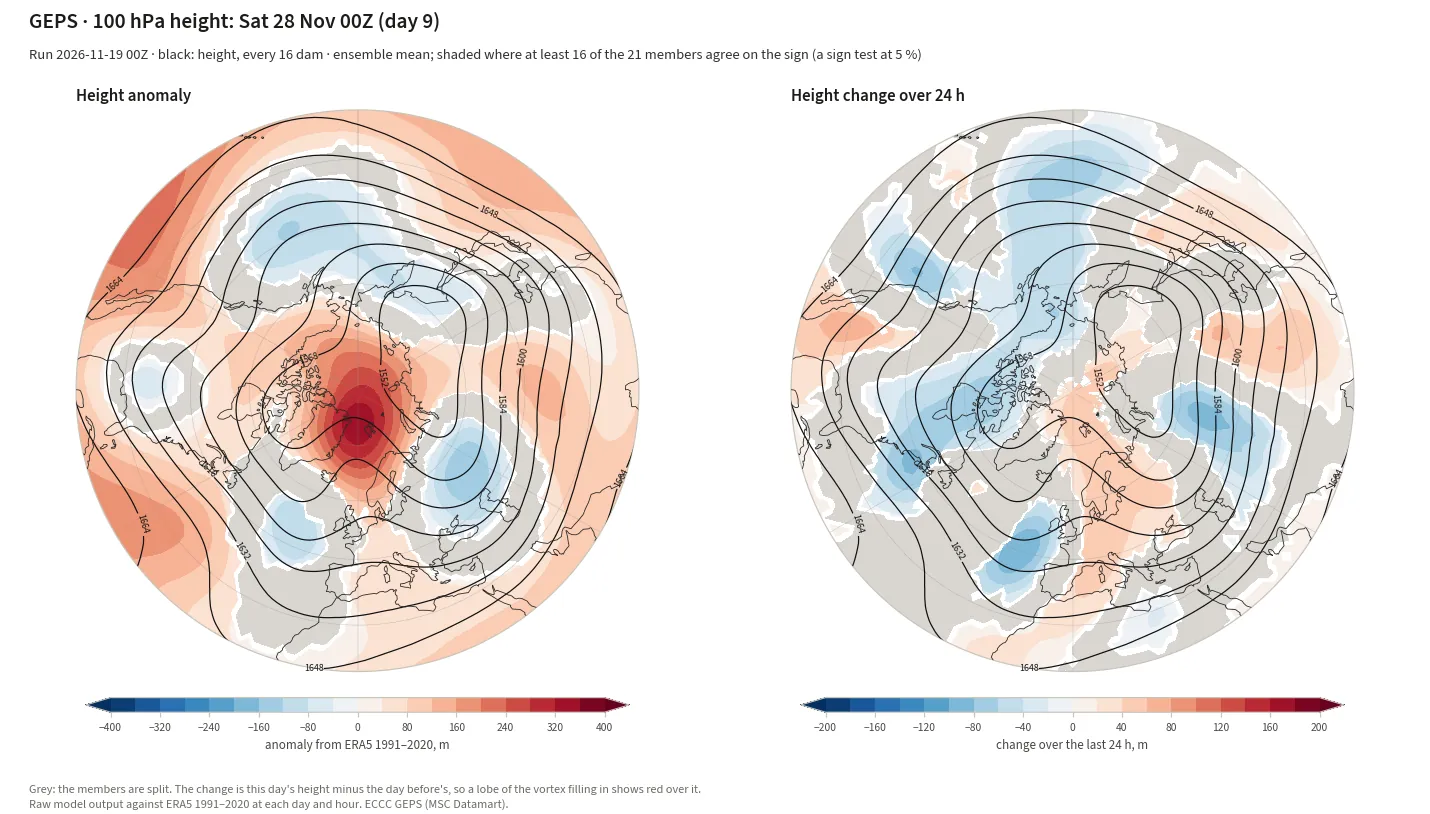 GEPS · 100 hPa height: Sat 28 Nov 00Z (day 9)
Run 2026-11-19 00Z · black: height, every 16 dam · ensemble mean; shaded where at least 16 of the 21 members agree on the sign (a sign test at 5 %)
Height anomaly
Height change over 24 h
1648
1664
1568
1552
1600
1584
1664
1632
1648
1648
1664
1568
1552
1600
1584
1664
1632
1648
−400 −320 −240 −160 −80 0 80 160 240 320 400
anomaly from ERA5 1991–2020, m
−200 −160 −120 −80 −40 0 40 80 120 160 200
change over the last 24 h, m
Grey: the members are split. The change is this day's height minus the day before's, so a lobe of the vortex filling in shows red over it.
Raw model output against ERA5 1991–2020 at each day and hour. ECCC GEPS (MSC Datamart).